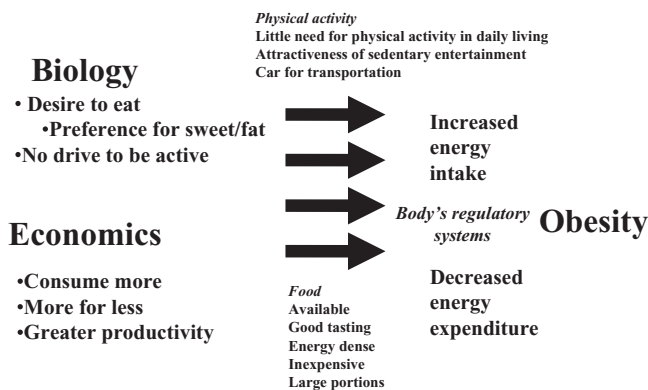 Physical activity
Little need for physical activity in daily living
Attractiveness of sedentary entertainment
Car for transportation
Biology
• Desire to eat
•Preference for sweet/fat
•No drive to be active
Economics
•Consume more
•More for less
•Greater productivity
Increased
energy
intake
Body's regulatory
systems
Decreased
energy
expenditure
Obesity
Food
Available
Good tasting
Energy dense
Inexpensive
Large portions